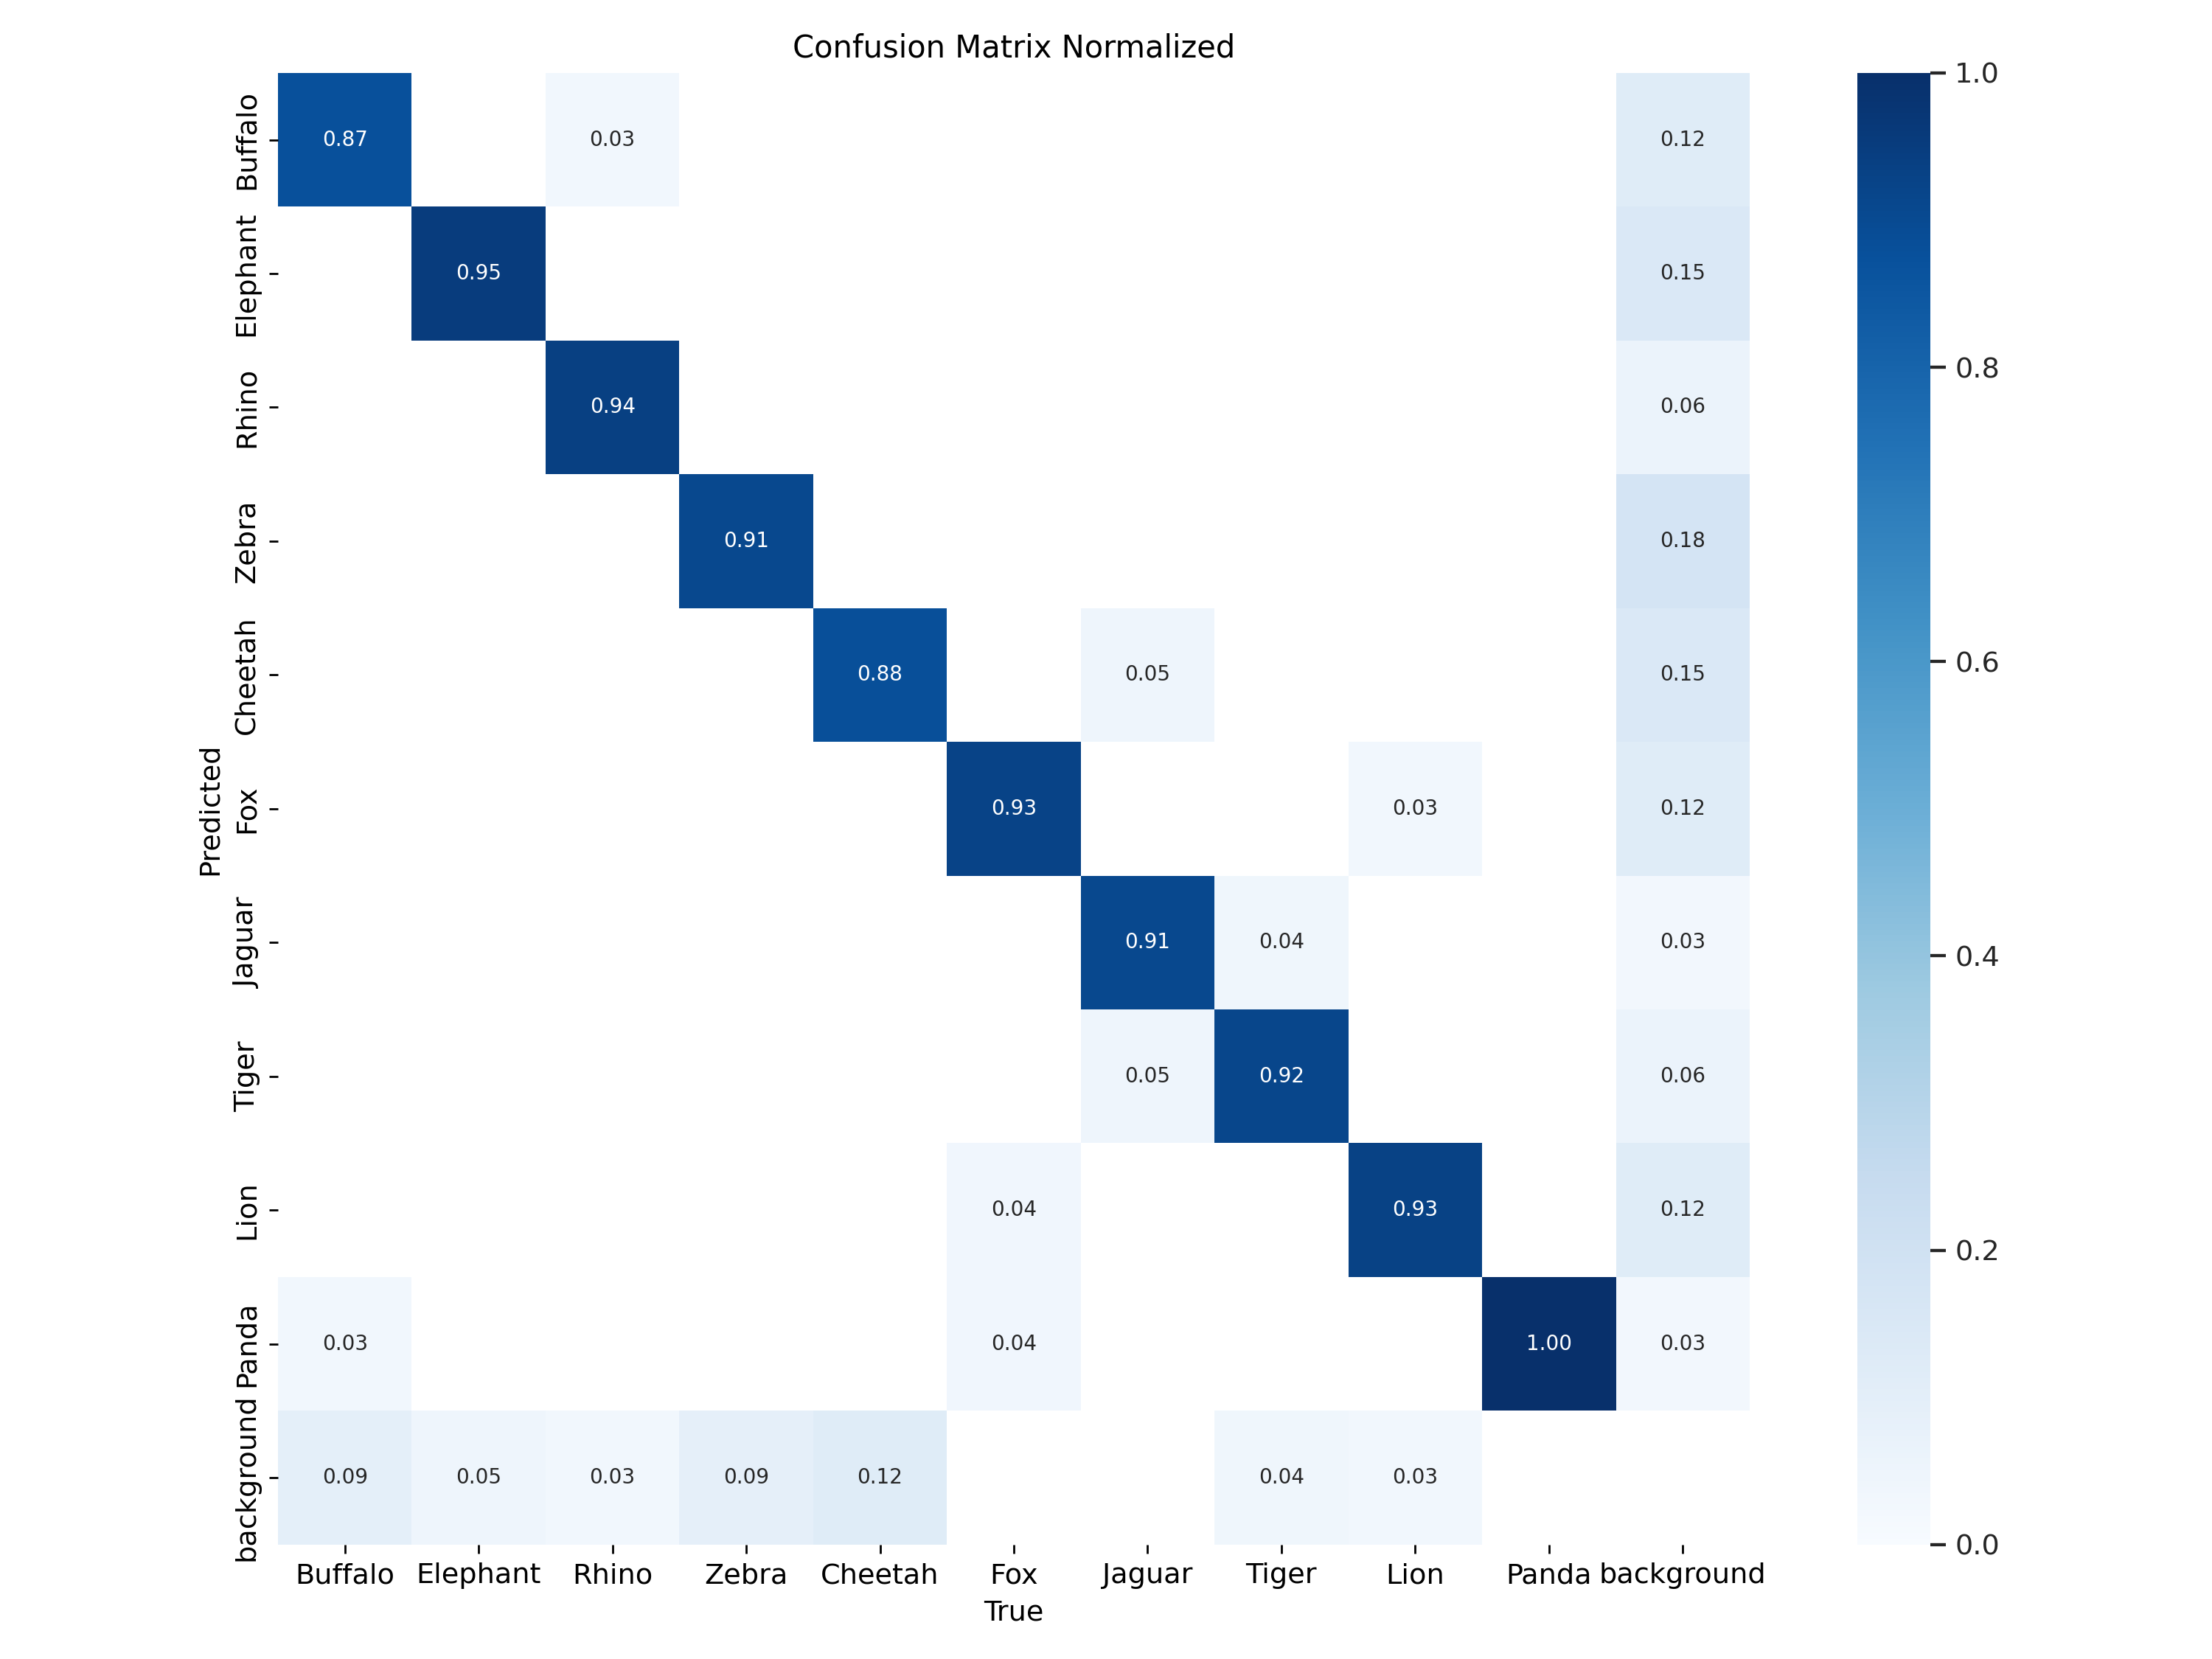 Confusion Matrix Normalized
Buffalo 0.87 0.03 0.12
Elephant 0.95 0.15
Rhino 0.94 0.06
Zebra 0.91 0.18
Cheetah 0.88 0.05 0.15
Fox 0.93 0.03 0.12
Jaguar 0.91 0.04 0.03
Tiger 0.05 0.92 0.06
Lion 0.04 0.93 0.12
Panda 0.03 0.04 1.00 0.03
background 0.09 0.05 0.03 0.09 0.12 0.04 0.03
Predicted
Buffalo Elephant Rhino Zebra Cheetah Fox Jaguar Tiger Lion Panda background
True
1.0
0.8
0.6
0.4
0.2
0.0